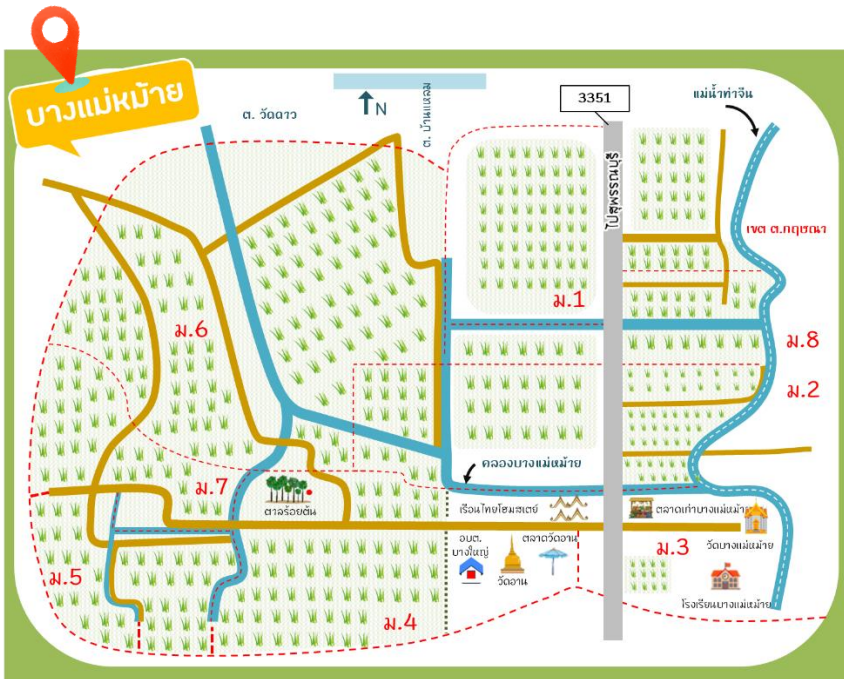 บางแม่หม้าย
ต. วัดดาว
N
ต. บ้านแหลม
3351
แม่น้ำท่าจีน
ไปสุพรรณบุรี
เขต ต.กฤษณา
ม.1
ม.6
ม.8
ม.2
คลองบางแม่หม้าย
ม.7
ตาลร้อยต้น
เรือนไทยโฮมสเตย์
ตลาดเก่าบางแม่หม้าย
อบต.
บางใหญ่
ตลาดวัดอาน
วัดอาน
ม.3
วัดบางแม่หม้าย
ม.5
ม.4
โรงเรียนบางแม่หม้าย